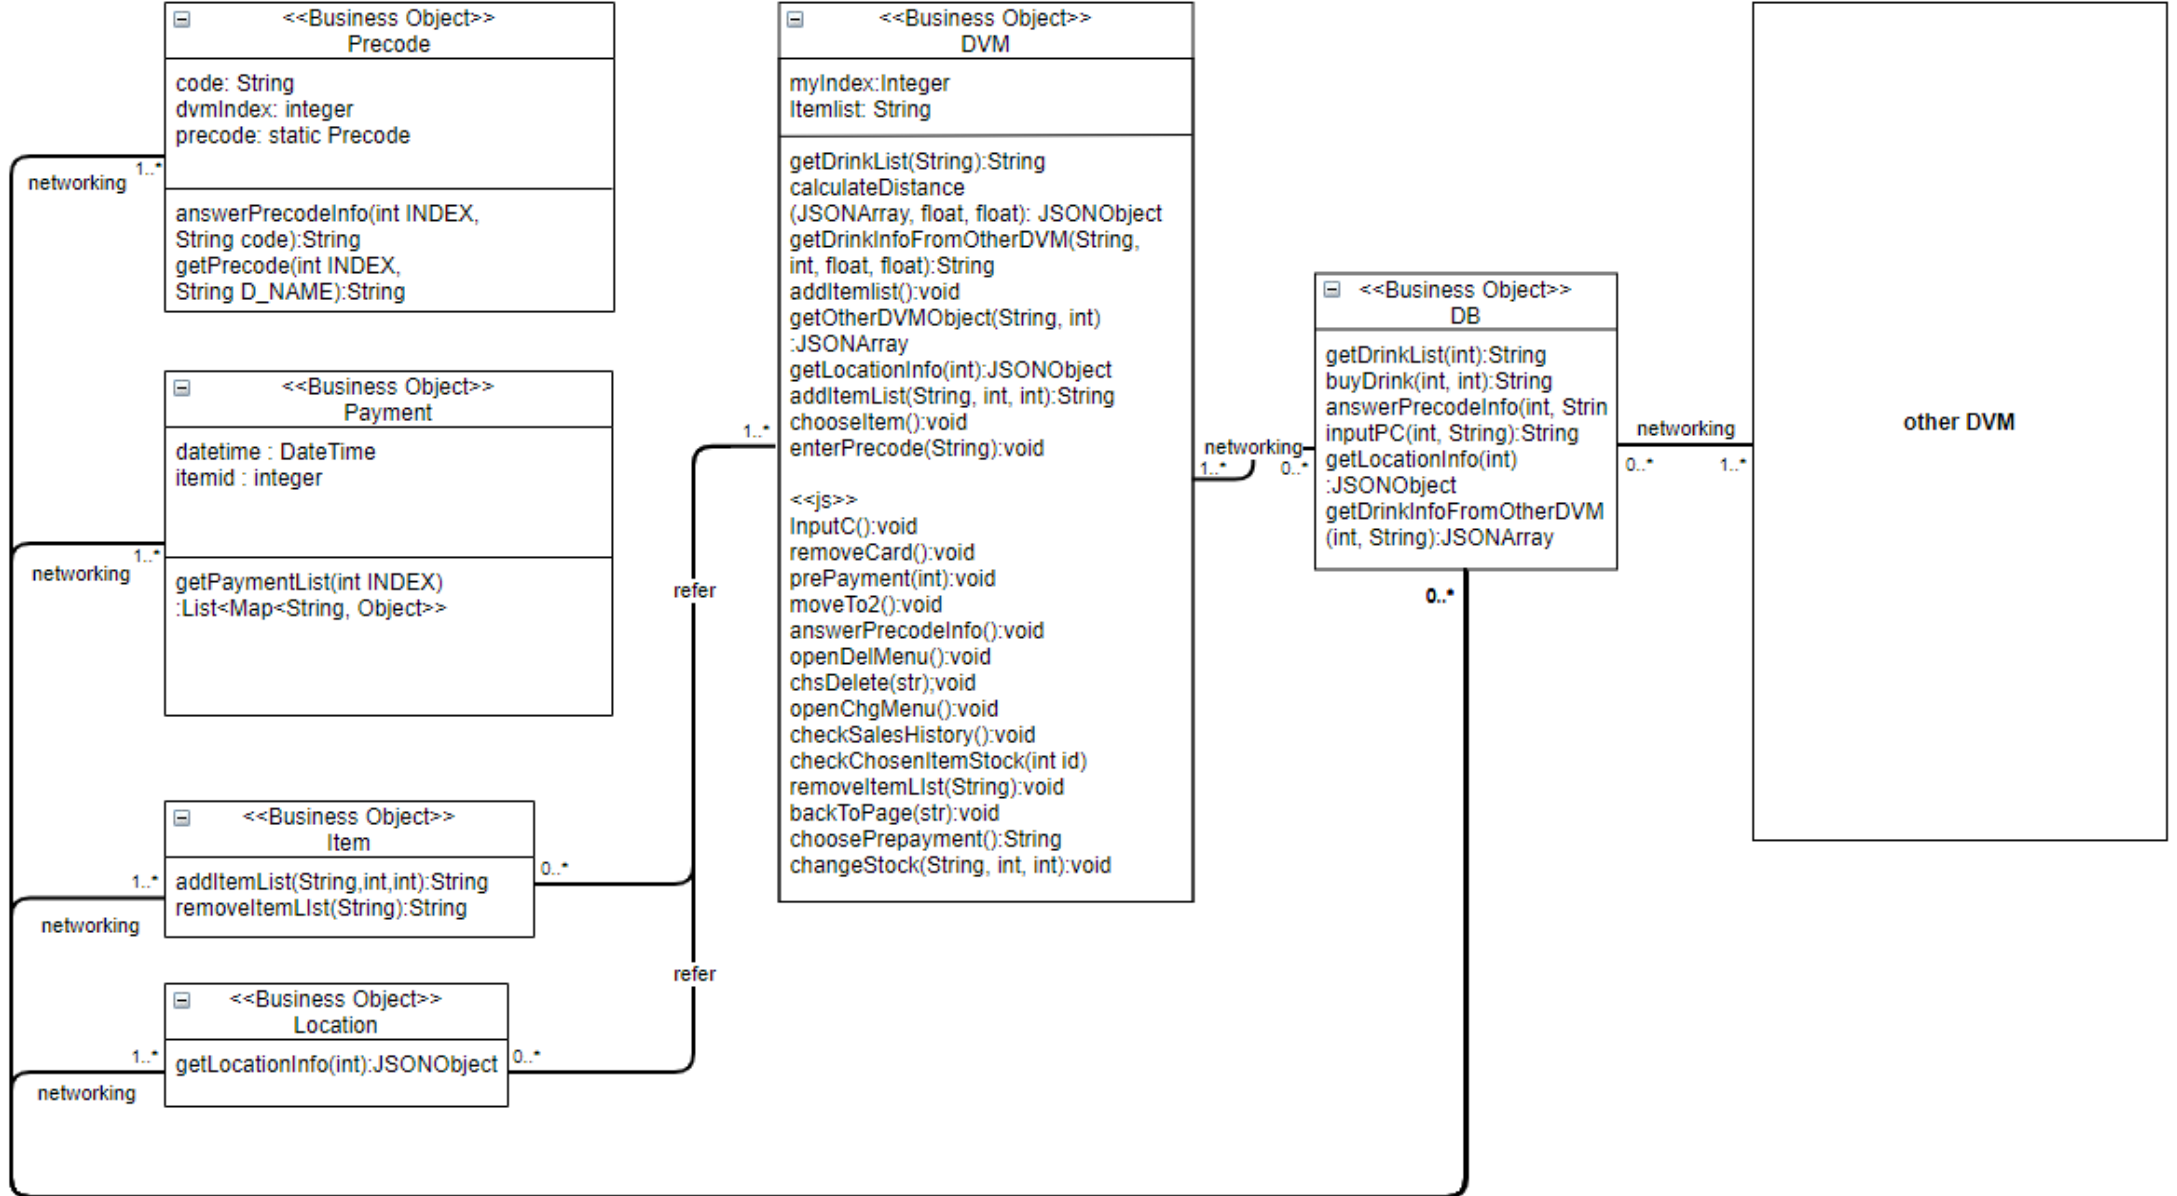 <<Business Object>>
Precode
code: String
dvmIndex: integer
precode: static Precode
answerPrecodeInfo(int INDEX,
String code):String
getPrecode(int INDEX,
String D_NAME):String
1..*
networking
<<Business Object>>
Payment
datetime : DateTime
itemid : integer
getPaymentList(int INDEX)
:List<Map<String, Object>>
1..*
networking
<<Business Object>>
Item
addItemList(String,int,int):String
removeItemLIst(String):String
1..*
networking
0..*
<<Business Object>>
Location
getLocationInfo(int):JSONObject
1..*
networking
0..*
refer
refer
1..*
<<Business Object>>
DVM
myIndex:Integer
Itemlist: String
getDrinkList(String):String
calculateDistance
(JSONArray, float, float): JSONObject
getDrinkInfoFromOtherDVM(String,
int, float, float):String
addItemlist():void
getOtherDVMObject(String, int)
:JSONArray
getLocationInfo(int):JSONObject
addItemList(String, int, int):String
chooseItem():void
enterPrecode(String):void
<<js>>
InputC():void
removeCard():void
prePayment(int):void
moveTo2():void
answerPrecodeInfo():void
openDelMenu():void
chsDelete(str);void
openChgMenu():void
checkSalesHistory():void
checkChosenItemStock(int id)
removeItemLIst(String):void
backToPage(str):void
choosePrepayment():String
changeStock(String, int, int):void
networking
1..*
0..*
<<Business Object>>
DB
getDrinkList(int):String
buyDrink(int, int):String
answerPrecodeInfo(int, Strin
inputPC(int, String):String
getLocationInfo(int)
:JSONObject
getDrinkInfoFromOtherDVM
(int, String):JSONArray
0..*
networking
0..*
1..*
other DVM